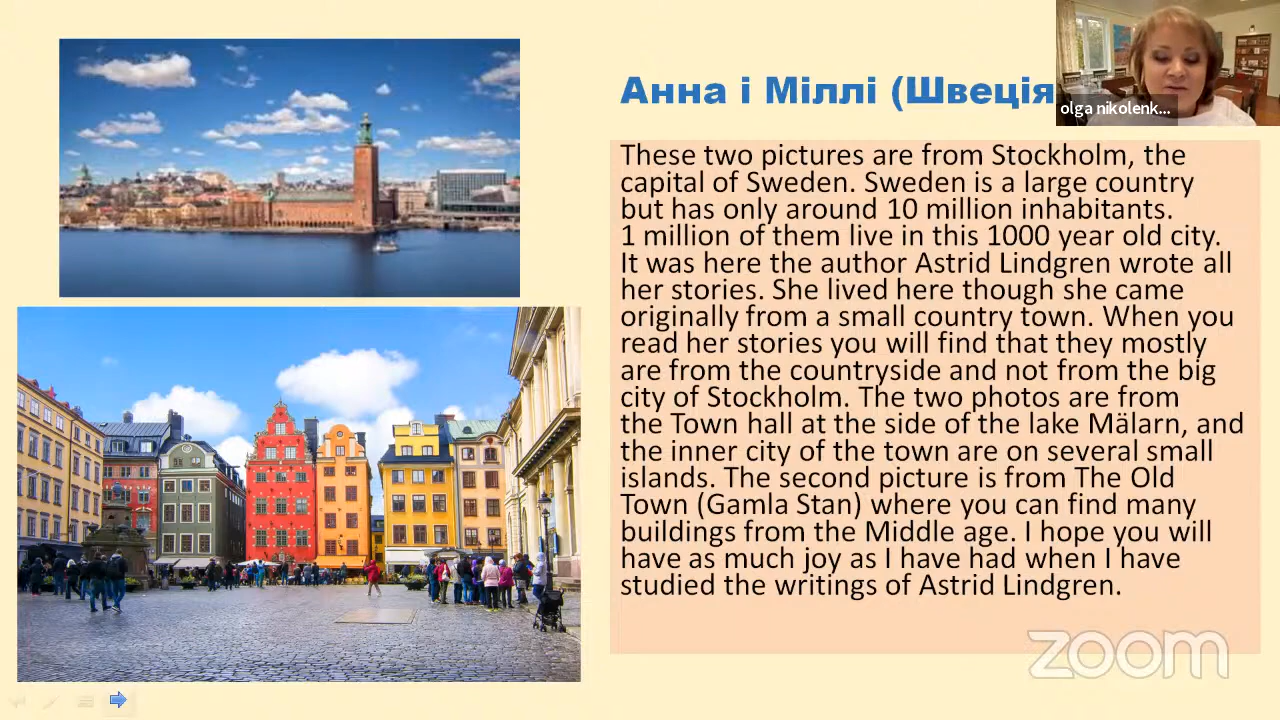 Анна і Міллі (Швеція
olga nikolenk...
These two pictures are from Stockholm, the
capital of Sweden. Sweden is a large country
but has only around 10 million inhabitants.
1 million of them live in this 1000 year old city.
It was here the author Astrid Lindgren wrote all
her stories. She lived here though she came
originally from a small country town. When you
read her stories you will find that they mostly
are from the countryside and not from the big
city of Stockholm. The two photos are from
the Town hall at the side of the lake Mälarn, and
the inner city of the town are on several small
islands. The second picture is from The Old
Town (Gamla Stan) where you can find many
buildings from the Middle age. I hope you will
have as much joy as I have had when I have
studied the writings of Astrid Lindgren.
zoom